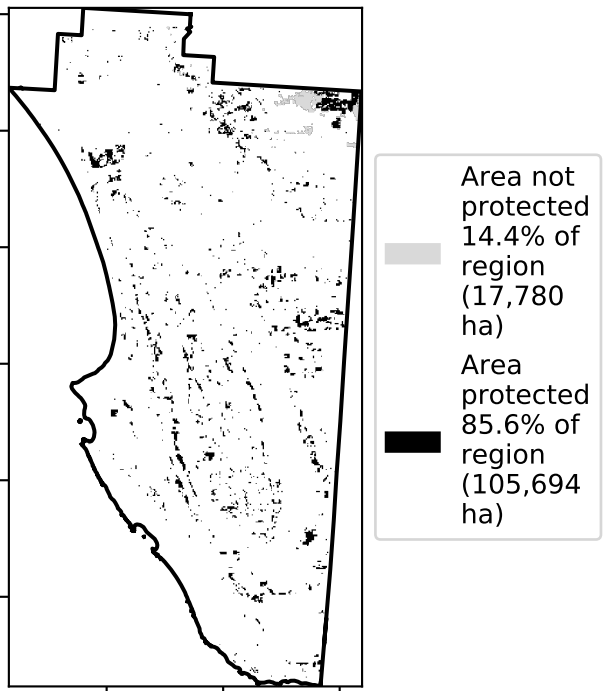 Area not
protected
14.4% of
region
(17,780
ha)
Area
protected
85.6% of
region
(105,694
ha)